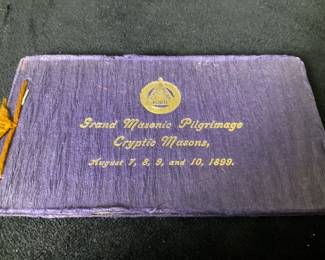 Grand Masonic Pilgrimage
Cryptic Masons,
August 7, 8, 9, and 10, 1899.